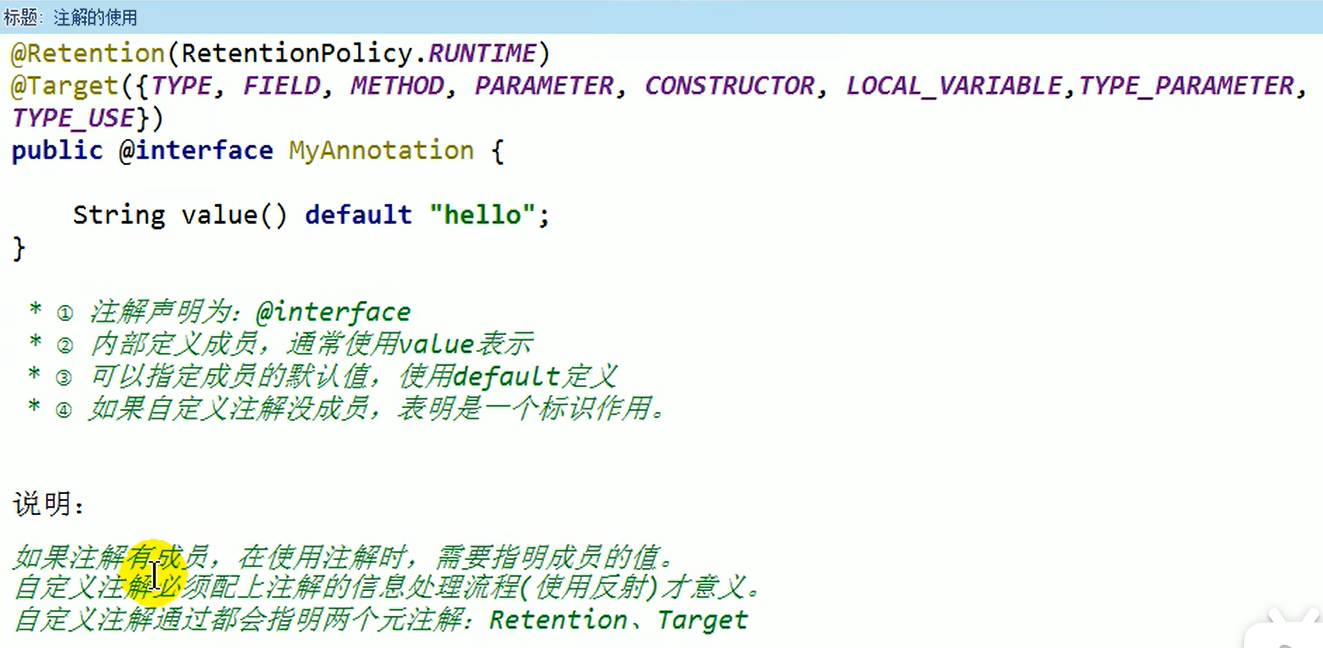 标题：注解的使用
@Retention(RetentionPolicy.RUNTIME)
@Target({TYPE, FIELD, METHOD, PARAMETER, CONSTRUCTOR, LOCAL_VARIABLE,TYPE_PARAMETER,
TYPE_USE})
public @interface MyAnnotation {
String value() default "hello";
}
* ① 注解声明为：@interface
* ② 内部定义成员，通常使用value表示
* ③ 可以指定成员的默认值，使用default定义
* ④ 如果自定义注解没成员，表明是一个标识作用。
说明：
如果注解有成员，在使用注解时，需要指明成员的值。
自定义注解必须配上注解的信息处理流程(使用反射)才意义。
自定义注解通过都会指明两个元注解：Retention、Target